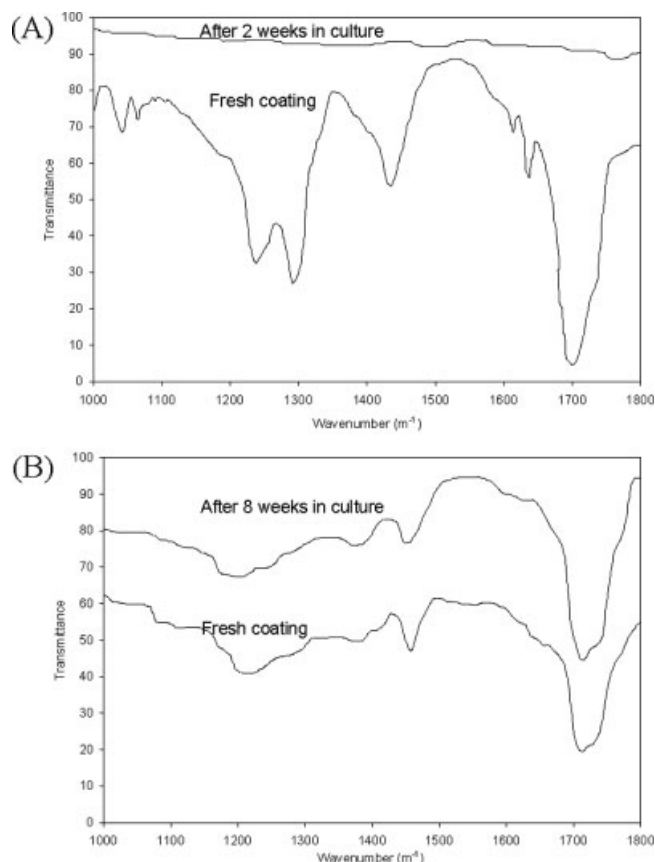 (A)
100
90
80
70
60
50
40
30
20
10
0
Transmittance
After 2 weeks in culture
Fresh coating
1000 1100 1200 1300 1400 1500 1600 1700 1800
Wavenumber (m⁻¹)
(B)
100
90
80
70
60
50
40
30
20
10
0
Transmittance
After 8 weeks in culture
Fresh coating
1000 1100 1200 1300 1400 1500 1600 1700 1800
Wavenumber (m⁻¹)